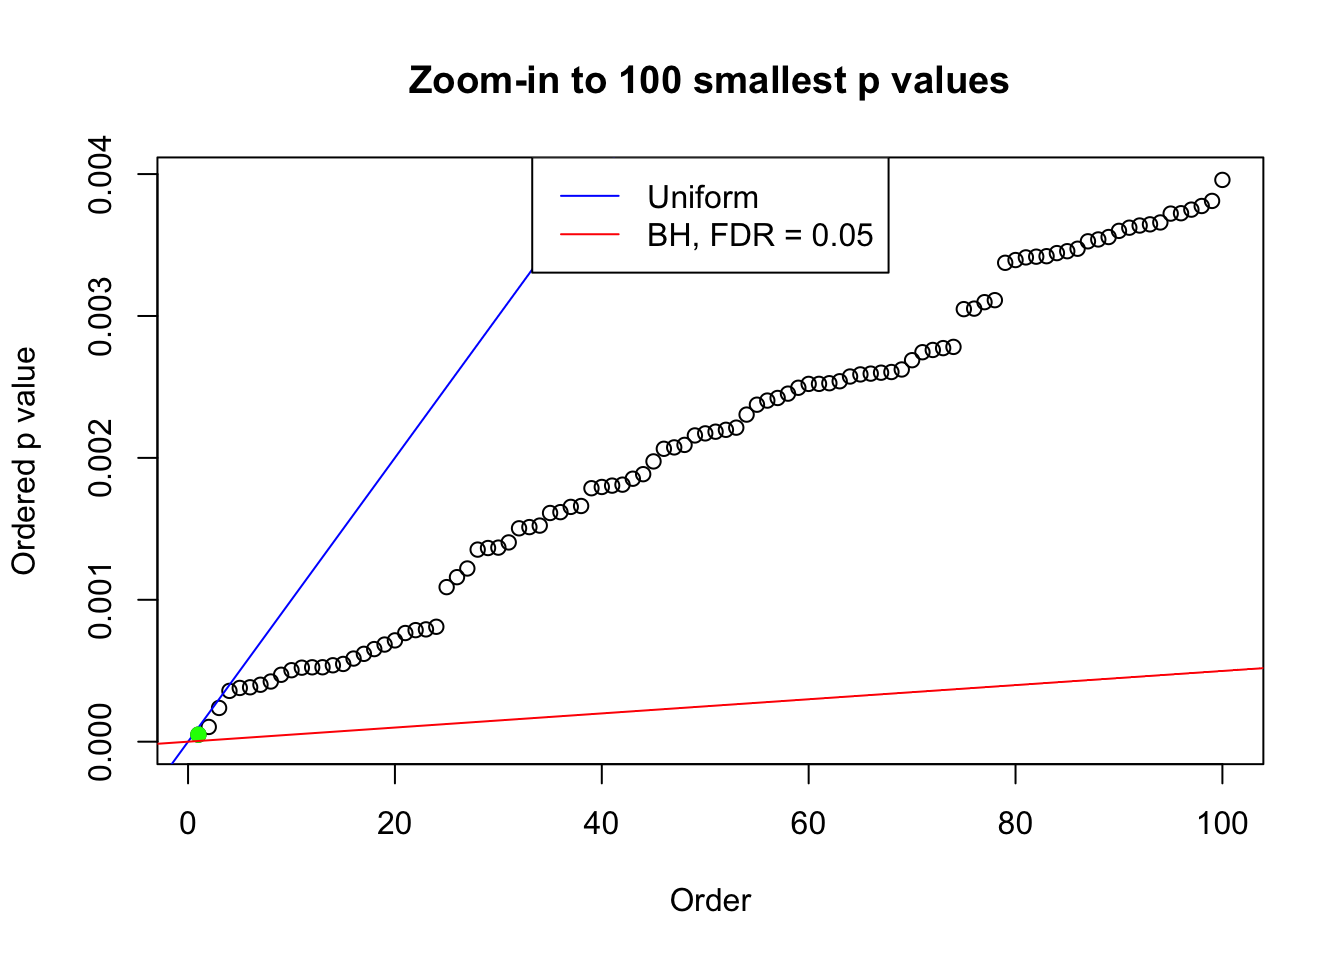 Zoom-in to 100 smallest p values
Uniform
BH, FDR = 0.05
Ordered p value
0.004
0.003
0.002
0.001
0.000
0 20 40 60 80 100
Order